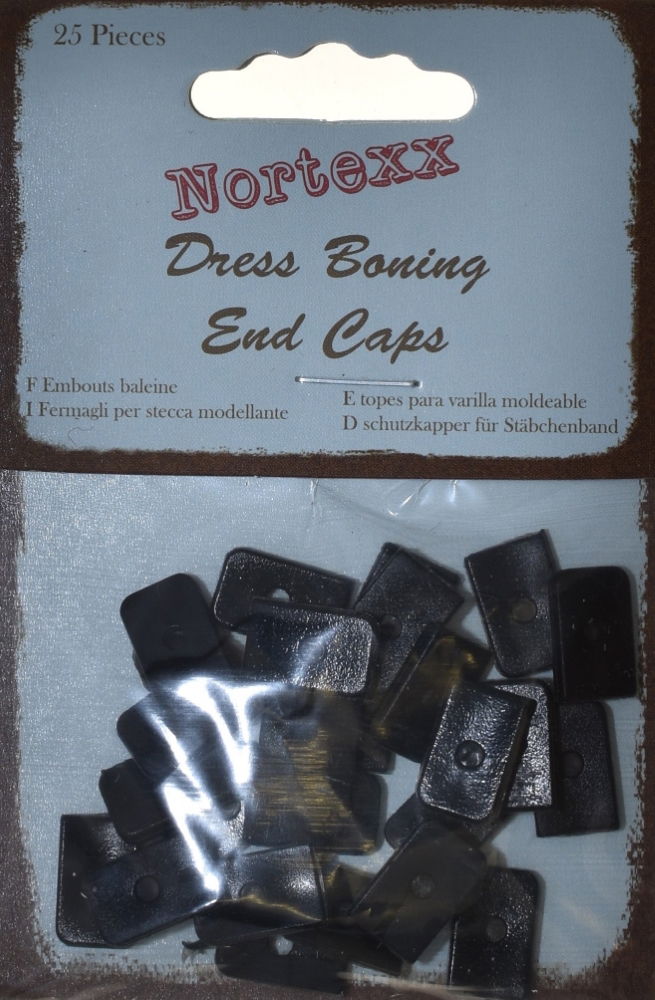 25 Pieces
Nortexx
Dress Boning
End Caps
F Embouts baleine
I Fermagli per stecca modellante
E topes para varilla moldeable
D schutzkapper für Stäbchenband